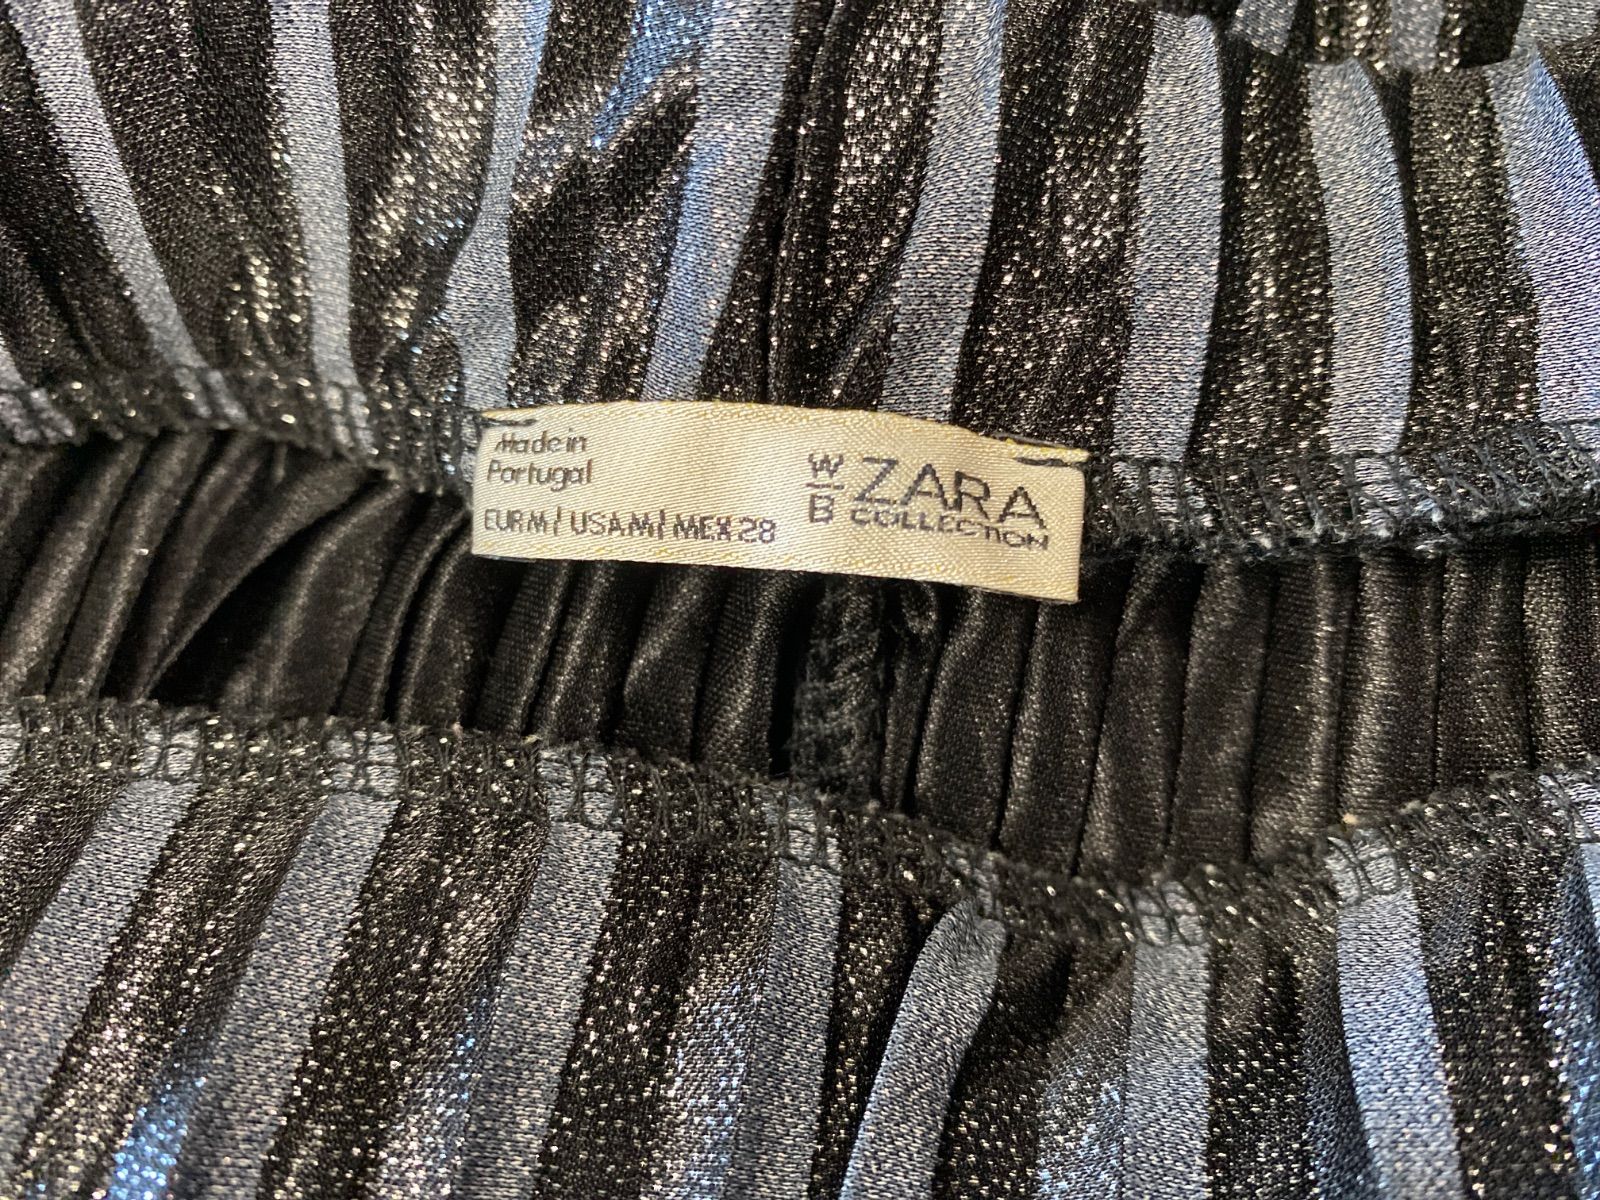 Made in
Portugal
EUR M / USA M / MEX 28
W/B ZARA
COLLECTION